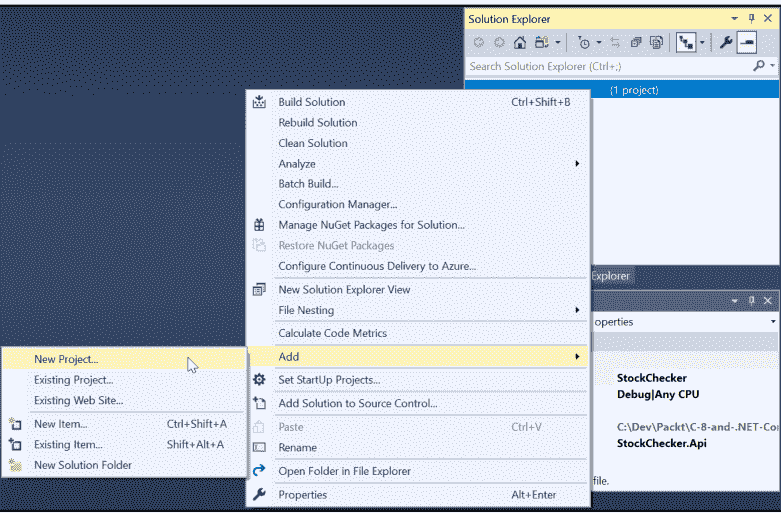 Solution Explorer
Search Solution Explorer (Ctrl+;)
(1 project)
Build Solution Ctrl+Shift+B
Rebuild Solution
Clean Solution
Analyze
Batch Build...
Configuration Manager...
Manage NuGet Packages for Solution...
Restore NuGet Packages
Configure Continuous Delivery to Azure...
Explorer
New Solution Explorer View
File Nesting
operties
Calculate Code Metrics
Add
New Project...
Existing Project...
Existing Web Site...
New Item... Ctrl+Shift+A
Existing Item... Shift+Alt+A
New Solution Folder
Set StartUp Projects...
Add Solution to Source Control...
Paste Ctrl+V
Rename
Open Folder in File Explorer
Properties Alt+Enter
StockChecker
Debug|Any CPU
C:\Dev\Packt\C-8-and-.NET-Co
StockChecker.Api
file.